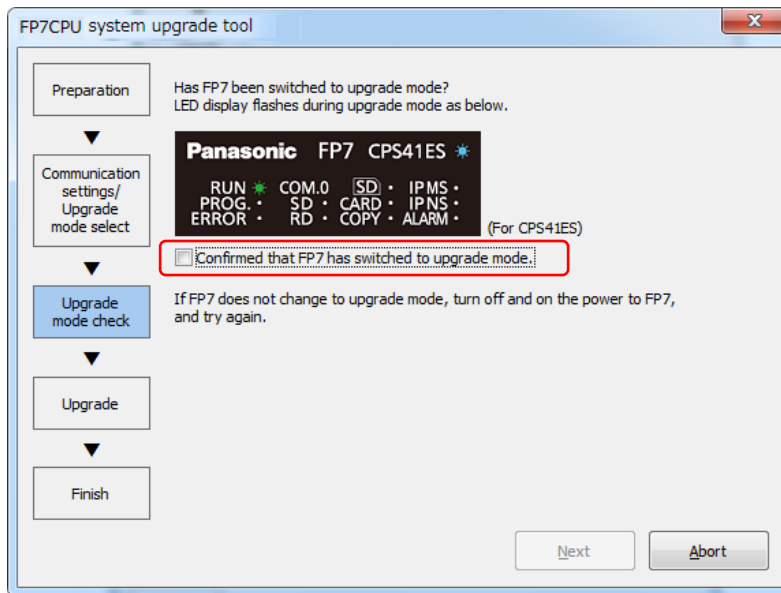 FP7CPU system upgrade tool
Preparation
Communication
settings/
Upgrade
mode select
Upgrade
mode check
Upgrade
Finish
Has FP7 been switched to upgrade mode?
LED display flashes during upgrade mode as below.
Panasonic FP7 CPS41ES
RUN COM.0 SD · IPMS ·
PROG. · SD · CARD · IPNS ·
ERROR · RD · COPY · ALARM ·
(For CPS41ES)
Confirmed that FP7 has switched to upgrade mode.
If FP7 does not change to upgrade mode, turn off and on the power to FP7,
and try again.
Next
Abort